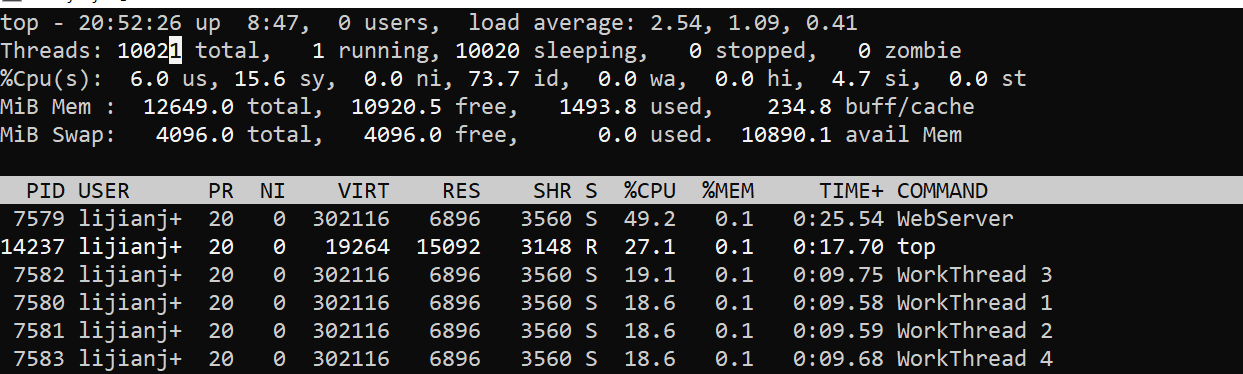 top - 20:52:26 up  8:47,  0 users,  load average: 2.54, 1.09, 0.41
Threads: 10021 total,   1 running, 10020 sleeping,   0 stopped,   0 zombie
%Cpu(s):  6.0 us, 15.6 sy,  0.0 ni, 73.7 id,  0.0 wa,  0.0 hi,  4.7 si,  0.0 st
MiB Mem :  12649.0 total,  10920.5 free,   1493.8 used,    234.8 buff/cache
MiB Swap:   4096.0 total,   4096.0 free,      0.0 used.  10890.1 avail Mem
  PID USER      PR  NI    VIRT    RES    SHR S  %CPU  %MEM     TIME+ COMMAND
 7579 lijianj+  20   0  302116   6896   3560 S  49.2   0.1   0:25.54 WebServer
14237 lijianj+  20   0   19264  15092   3148 R  27.1   0.1   0:17.70 top
 7582 lijianj+  20   0  302116   6896   3560 S  19.1   0.1   0:09.75 WorkThread 3
 7580 lijianj+  20   0  302116   6896   3560 S  18.6   0.1   0:09.58 WorkThread 1
 7581 lijianj+  20   0  302116   6896   3560 S  18.6   0.1   0:09.59 WorkThread 2
 7583 lijianj+  20   0  302116   6896   3560 S  18.6   0.1   0:09.68 WorkThread 4